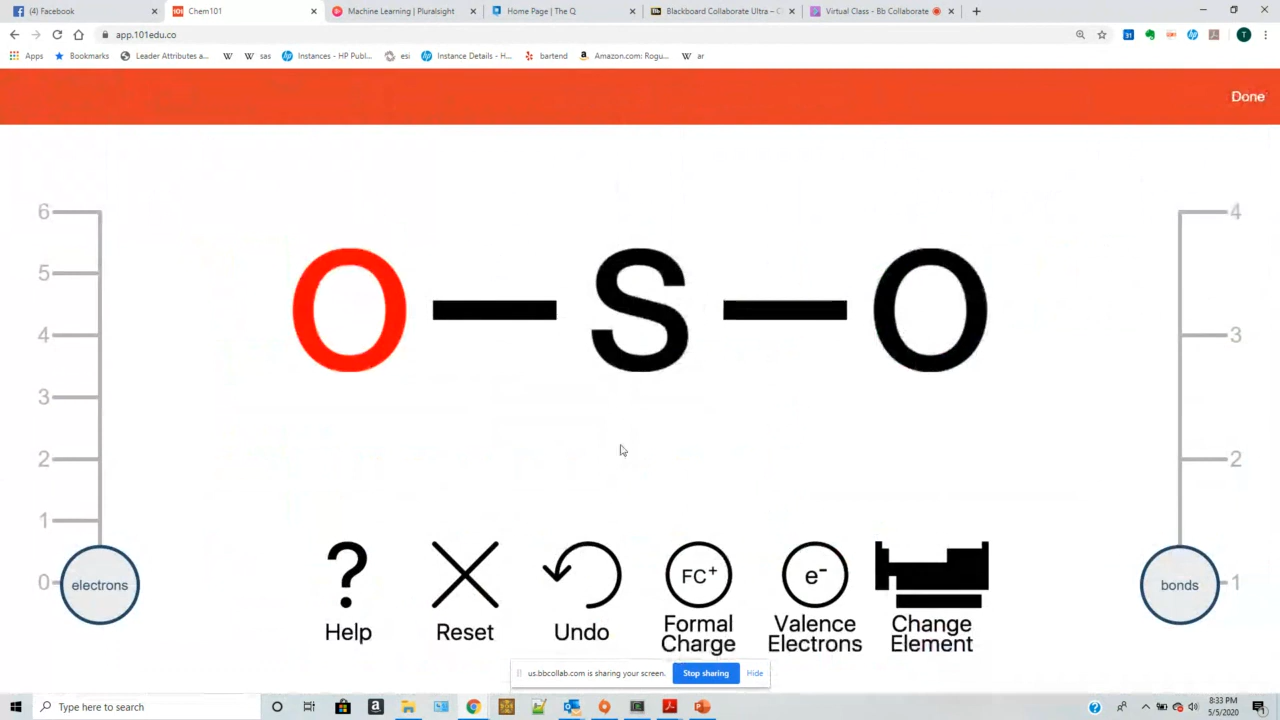 (4) Facebook
Chem101
Machine Learning | Pluralsight
Home Page | The Q
Blackboard Collaborate Ultra – C
Virtual Class - Bb Collaborate
app.101edu.co
Apps
Bookmarks
Leader Attributes a...
W
W sas
Instances - HP Publ...
esi
Instance Details - H...
bartend
Amazon.com: Rogu...
W ar
31
T
Done
6
5
4
3
2
1
0
electrons
O — S — O
4
3
2
1
bonds
?
FC+
e-
Help
Reset
Undo
Formal
Charge
Valence
Electrons
Change
Element
us.bbcollab.com is sharing your screen.
Stop sharing
Hide
Type here to search
8:33 PM
5/5/2020